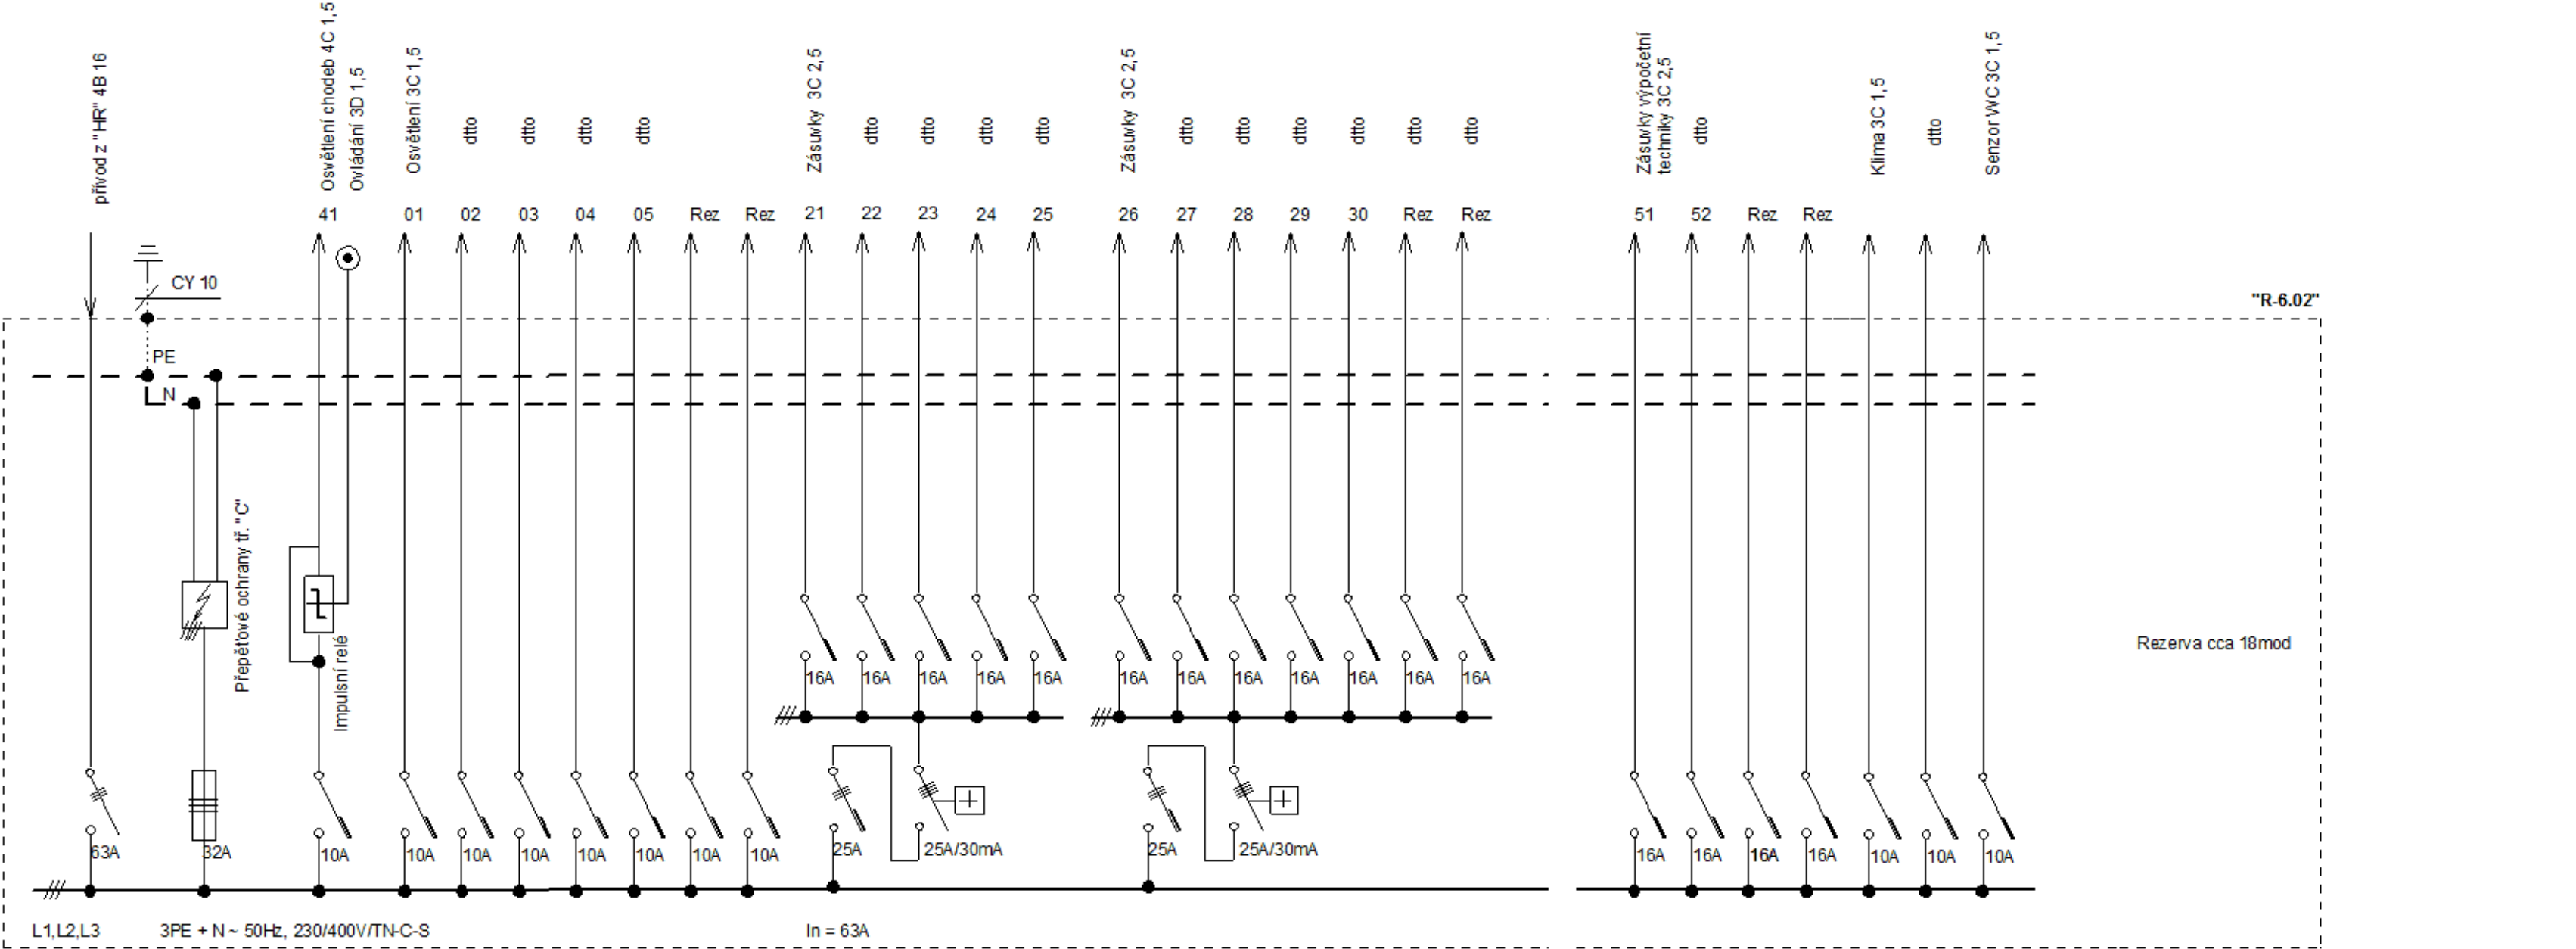 přívod z "HR" 4B 16
Osvětlení chodeb 4C 1,5
Ovládání 3D 1,5
Osvětlení 3C 1,5
dtto
dtto
dtto
dtto
Zásuvky 3C 2,5
dtto
dtto
dtto
dtto
Zásuvky 3C 2,5
dtto
dtto
dtto
dtto
dtto
dtto
Zásuvky výpočetní
techniky 3C 2,5
dtto
Klima 3C 1,5
dtto
Senzor WC 3C 1,5
41 01 02 03 04 05 Rez Rez 21 22 23 24 25 26 27 28 29 30 Rez Rez 51 52 Rez Rez
CY 10
"R-6.02"
PE
N
Přepěťové ochrany tř. "C"
Impulsní relé
Rezerva cca 18mod
16A 16A 16A 16A 16A 16A 16A 16A 16A 16A 16A 16A
63A 32A 10A 10A 10A 10A 10A 10A 10A 10A 25A 25A/30mA 25A 25A/30mA 16A 16A 16A 16A 10A 10A 10A
L1,L2,L3 3PE + N ~ 50Hz, 230/400V/TN-C-S In = 63A